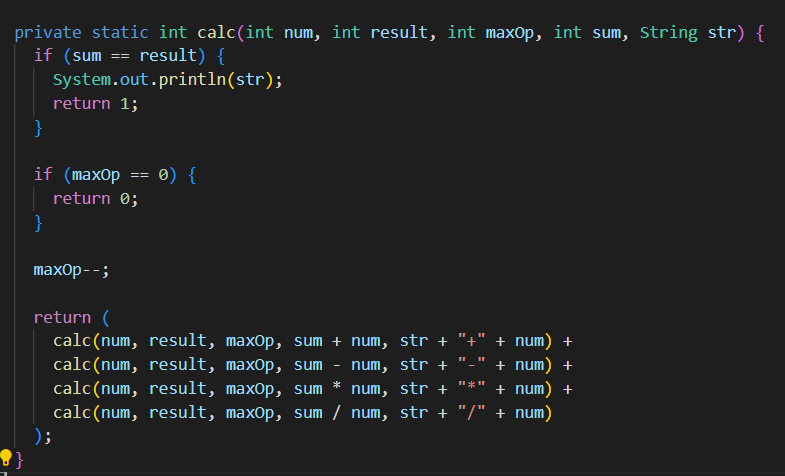 private static int calc(int num, int result, int maxOp, int sum, String str) {
  if (sum == result) {
    System.out.println(str);
    return 1;
  }

  if (maxOp == 0) {
    return 0;
  }

  maxOp--;

  return (
    calc(num, result, maxOp, sum + num, str + "+" + num) +
    calc(num, result, maxOp, sum - num, str + "-" + num) +
    calc(num, result, maxOp, sum * num, str + "*" + num) +
    calc(num, result, maxOp, sum / num, str + "/" + num)
  );
}